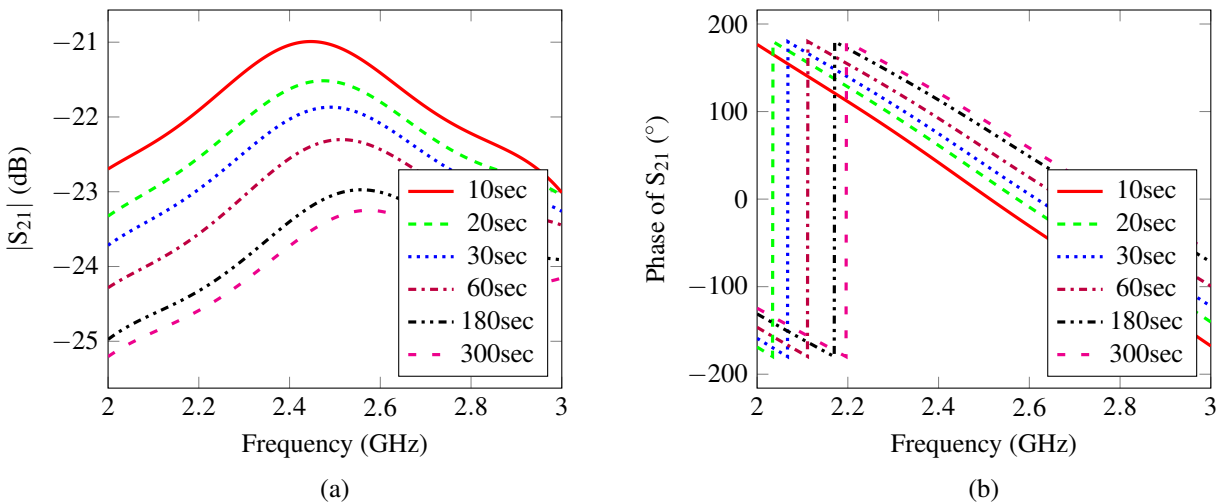 −21
−22
−23
−24
−25
|S21| (dB)
10sec
20sec
30sec
60sec
180sec
300sec
2 2.2 2.4 2.6 2.8 3
Frequency (GHz)
(a)
200
100
0
−100
−200
Phase of S21 (°)
10sec
20sec
30sec
60sec
180sec
300sec
2 2.2 2.4 2.6 2.8 3
Frequency (GHz)
(b)